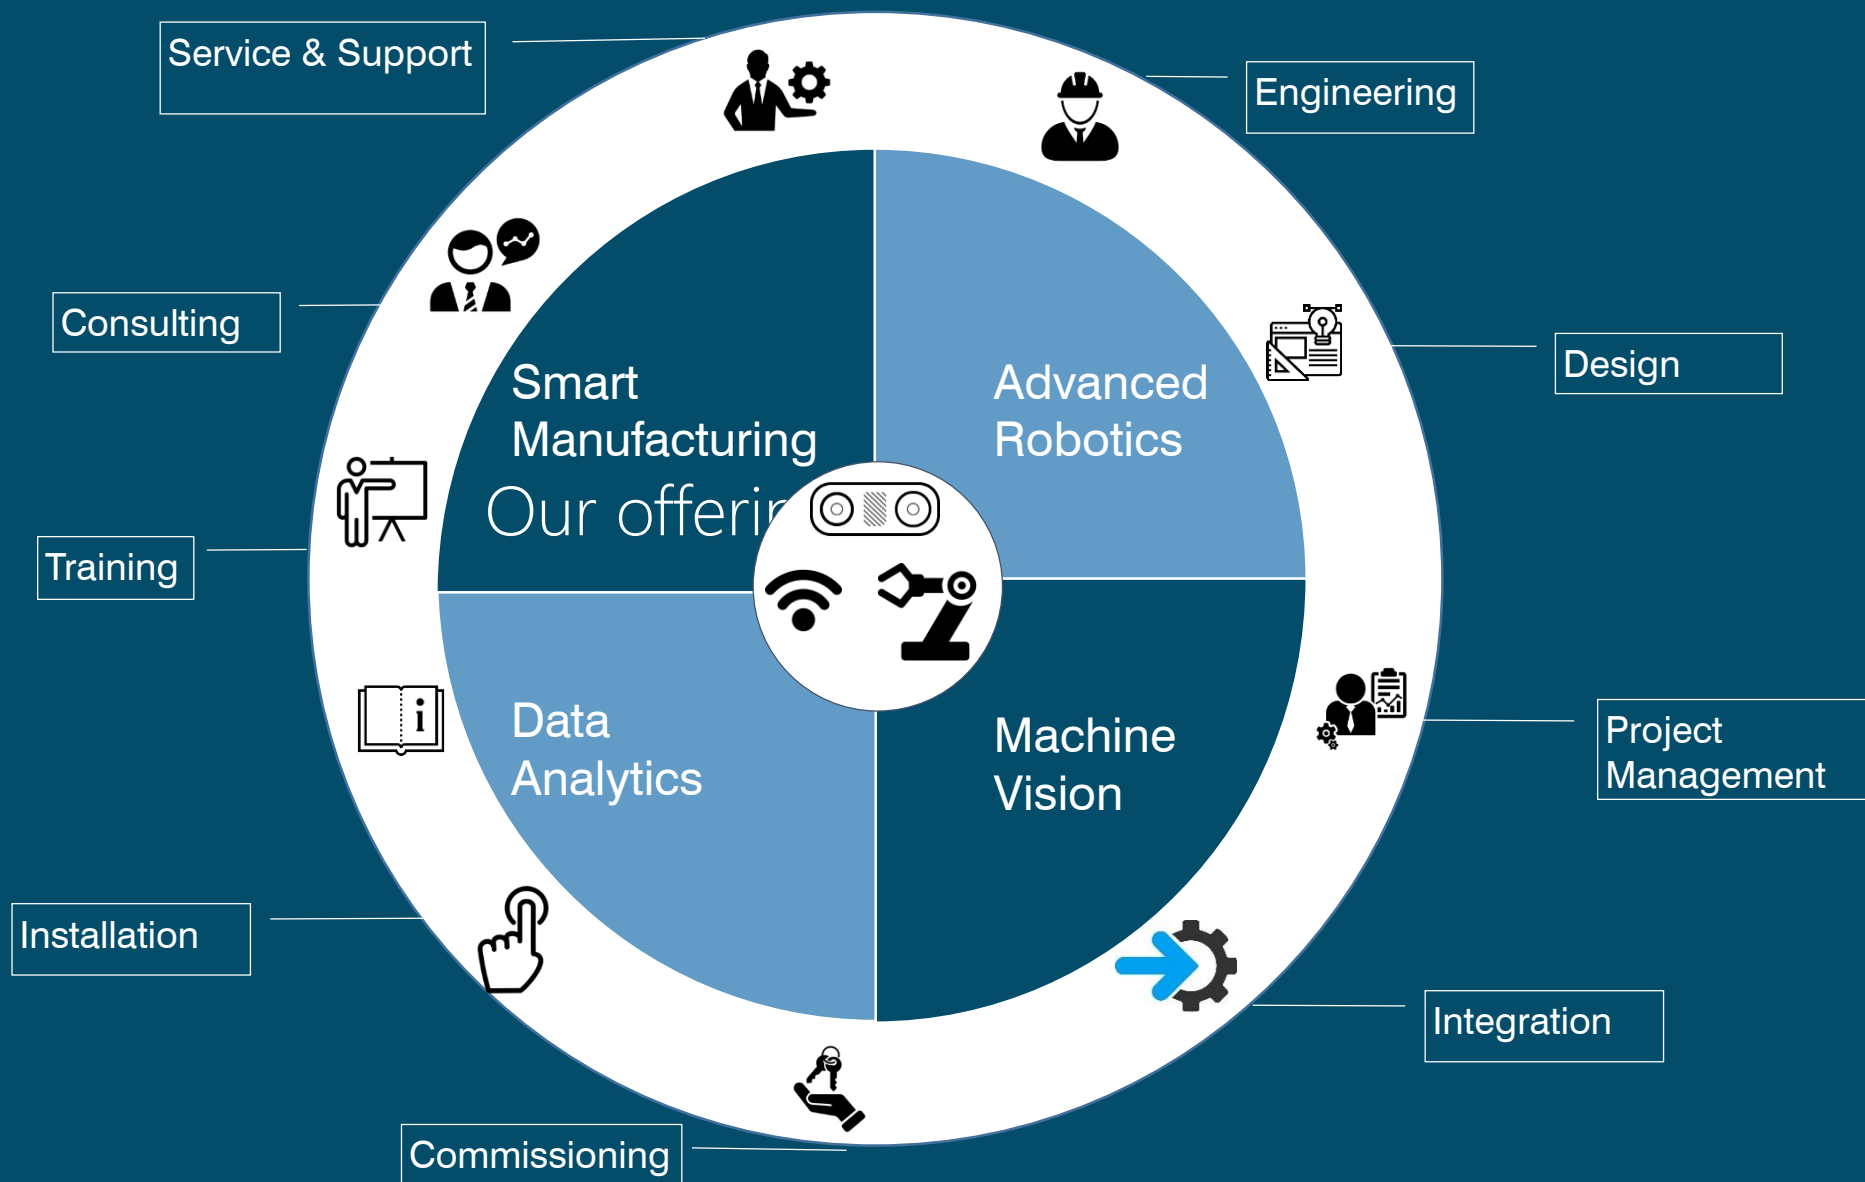 Service & Support
Engineering
Consulting
Design
Smart
Manufacturing
Advanced
Robotics
Our
Training
Data
Analytics
Machine
Vision
Project
Management
Installation
Integration
Commissioning
i